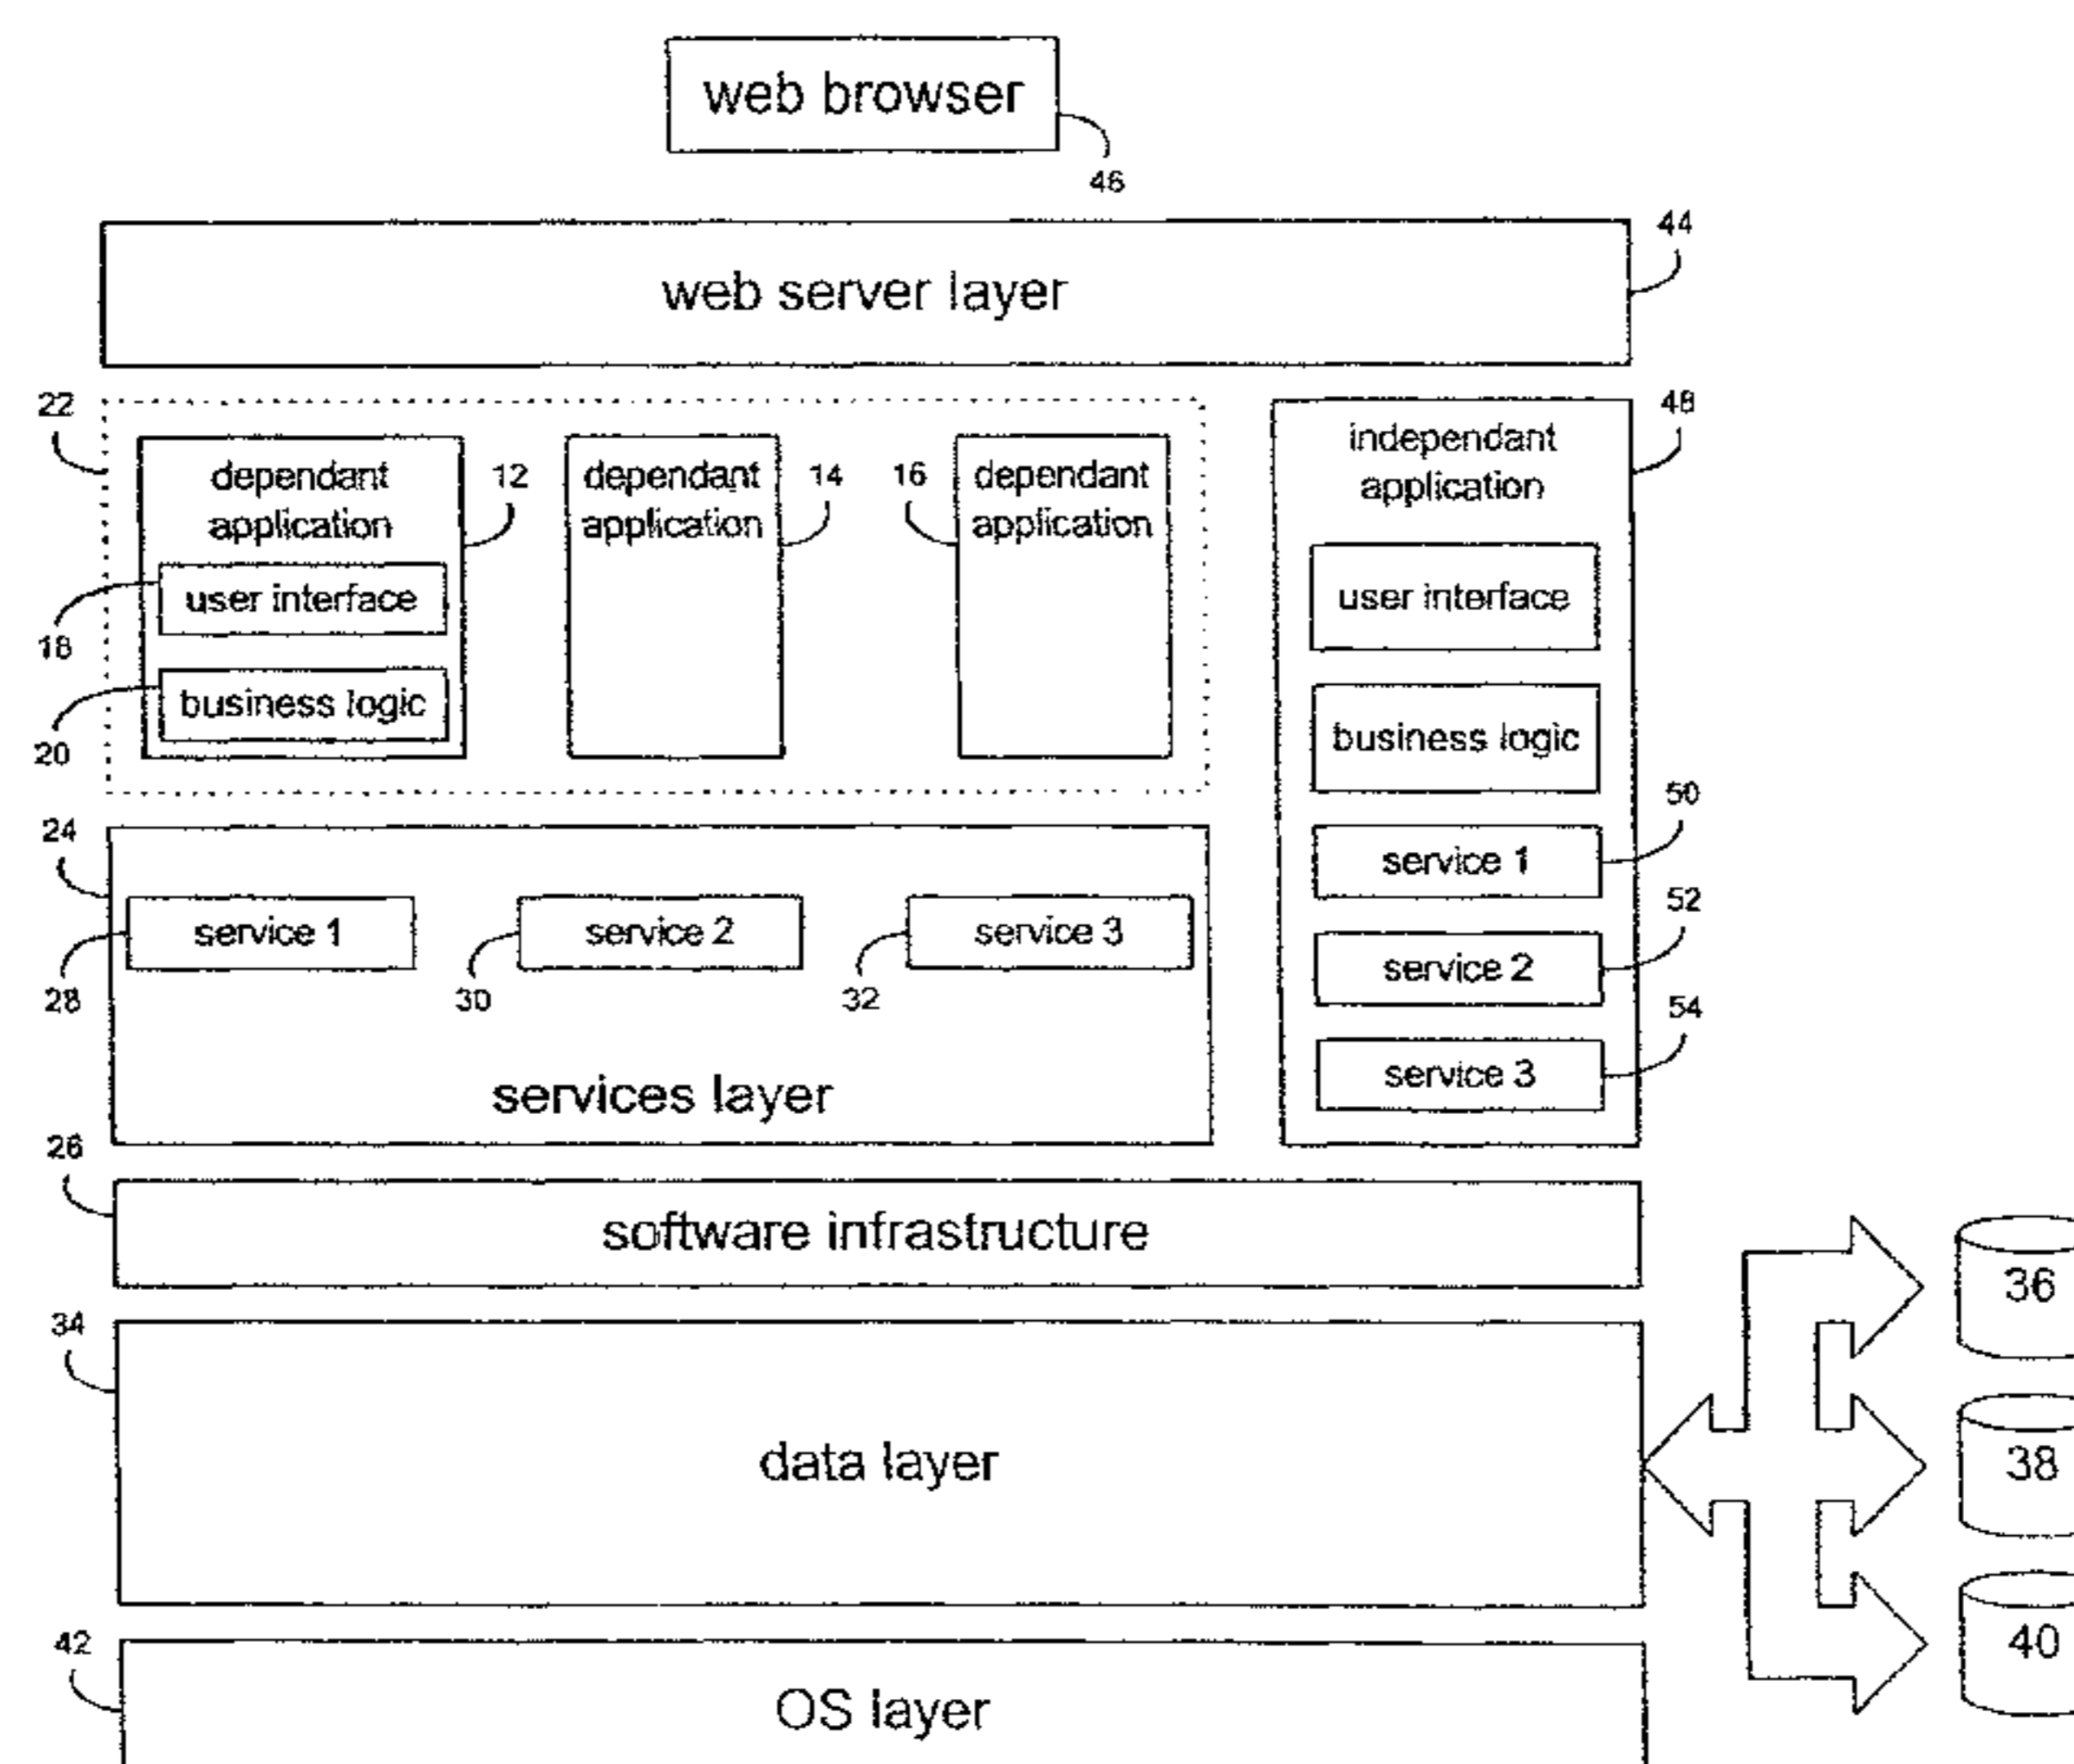 web browser
46
web server layer
44
22
48
dependant
application
12
dependant
application
14
16
dependant
application
independant
application
user interface
18
user interface
business logic
20
business logic
50
24
service 1
52
service 1
28
service 2
30
service 3
32
service 2
54
service 3
services layer
26
software infrastructure
36
34
data layer
38
42
40
OS layer